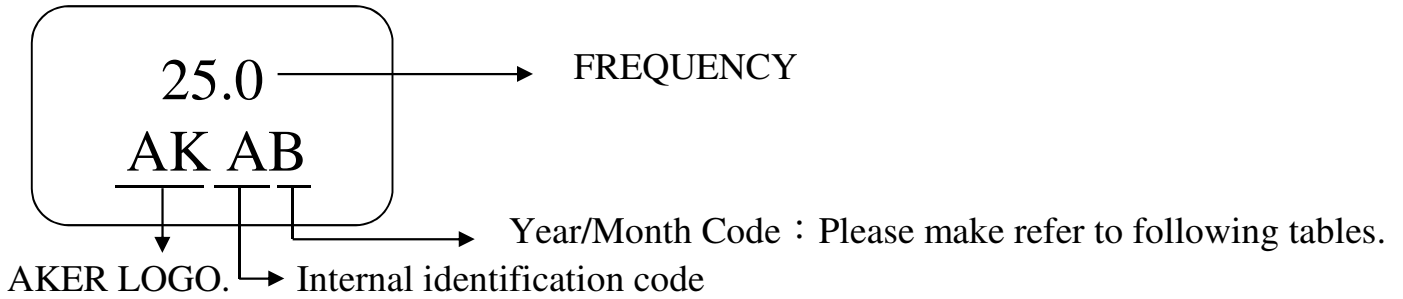 25.0 FREQUENCY
AK AB
Year/Month Code：Please make refer to following tables.
AKER LOGO. Internal identification code